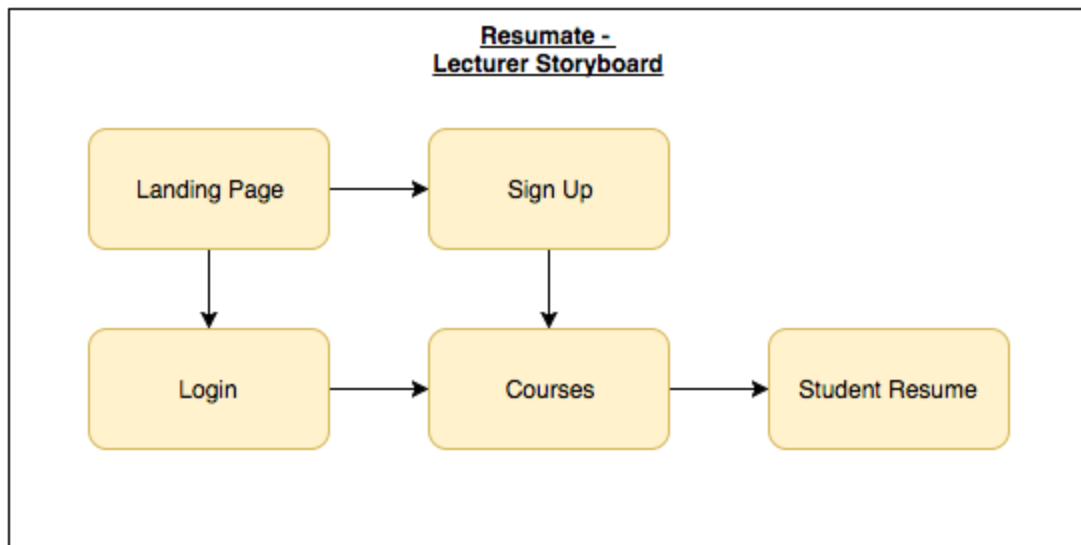 Resumate -
Lecturer Storyboard
Landing Page
Sign Up
Login
Courses
Student Resume